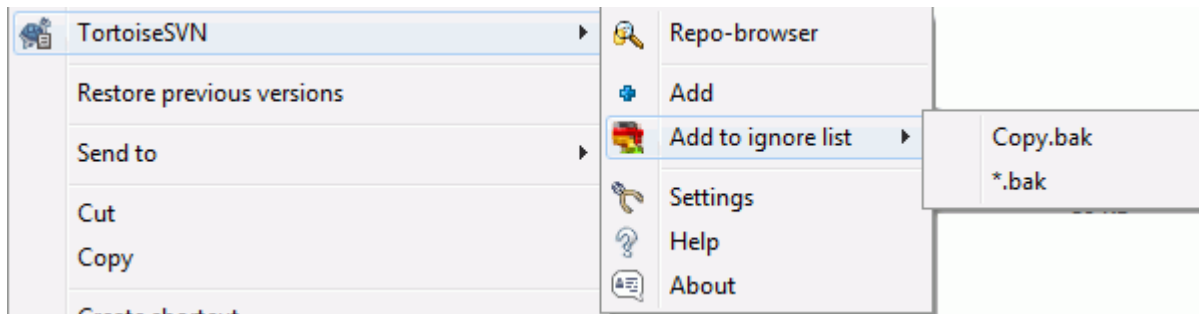 TortoiseSVN
Restore previous versions
Send to
Cut
Copy
Repo-browser
Add
Add to ignore list
Settings
Help
About
Copy.bak
*.bak